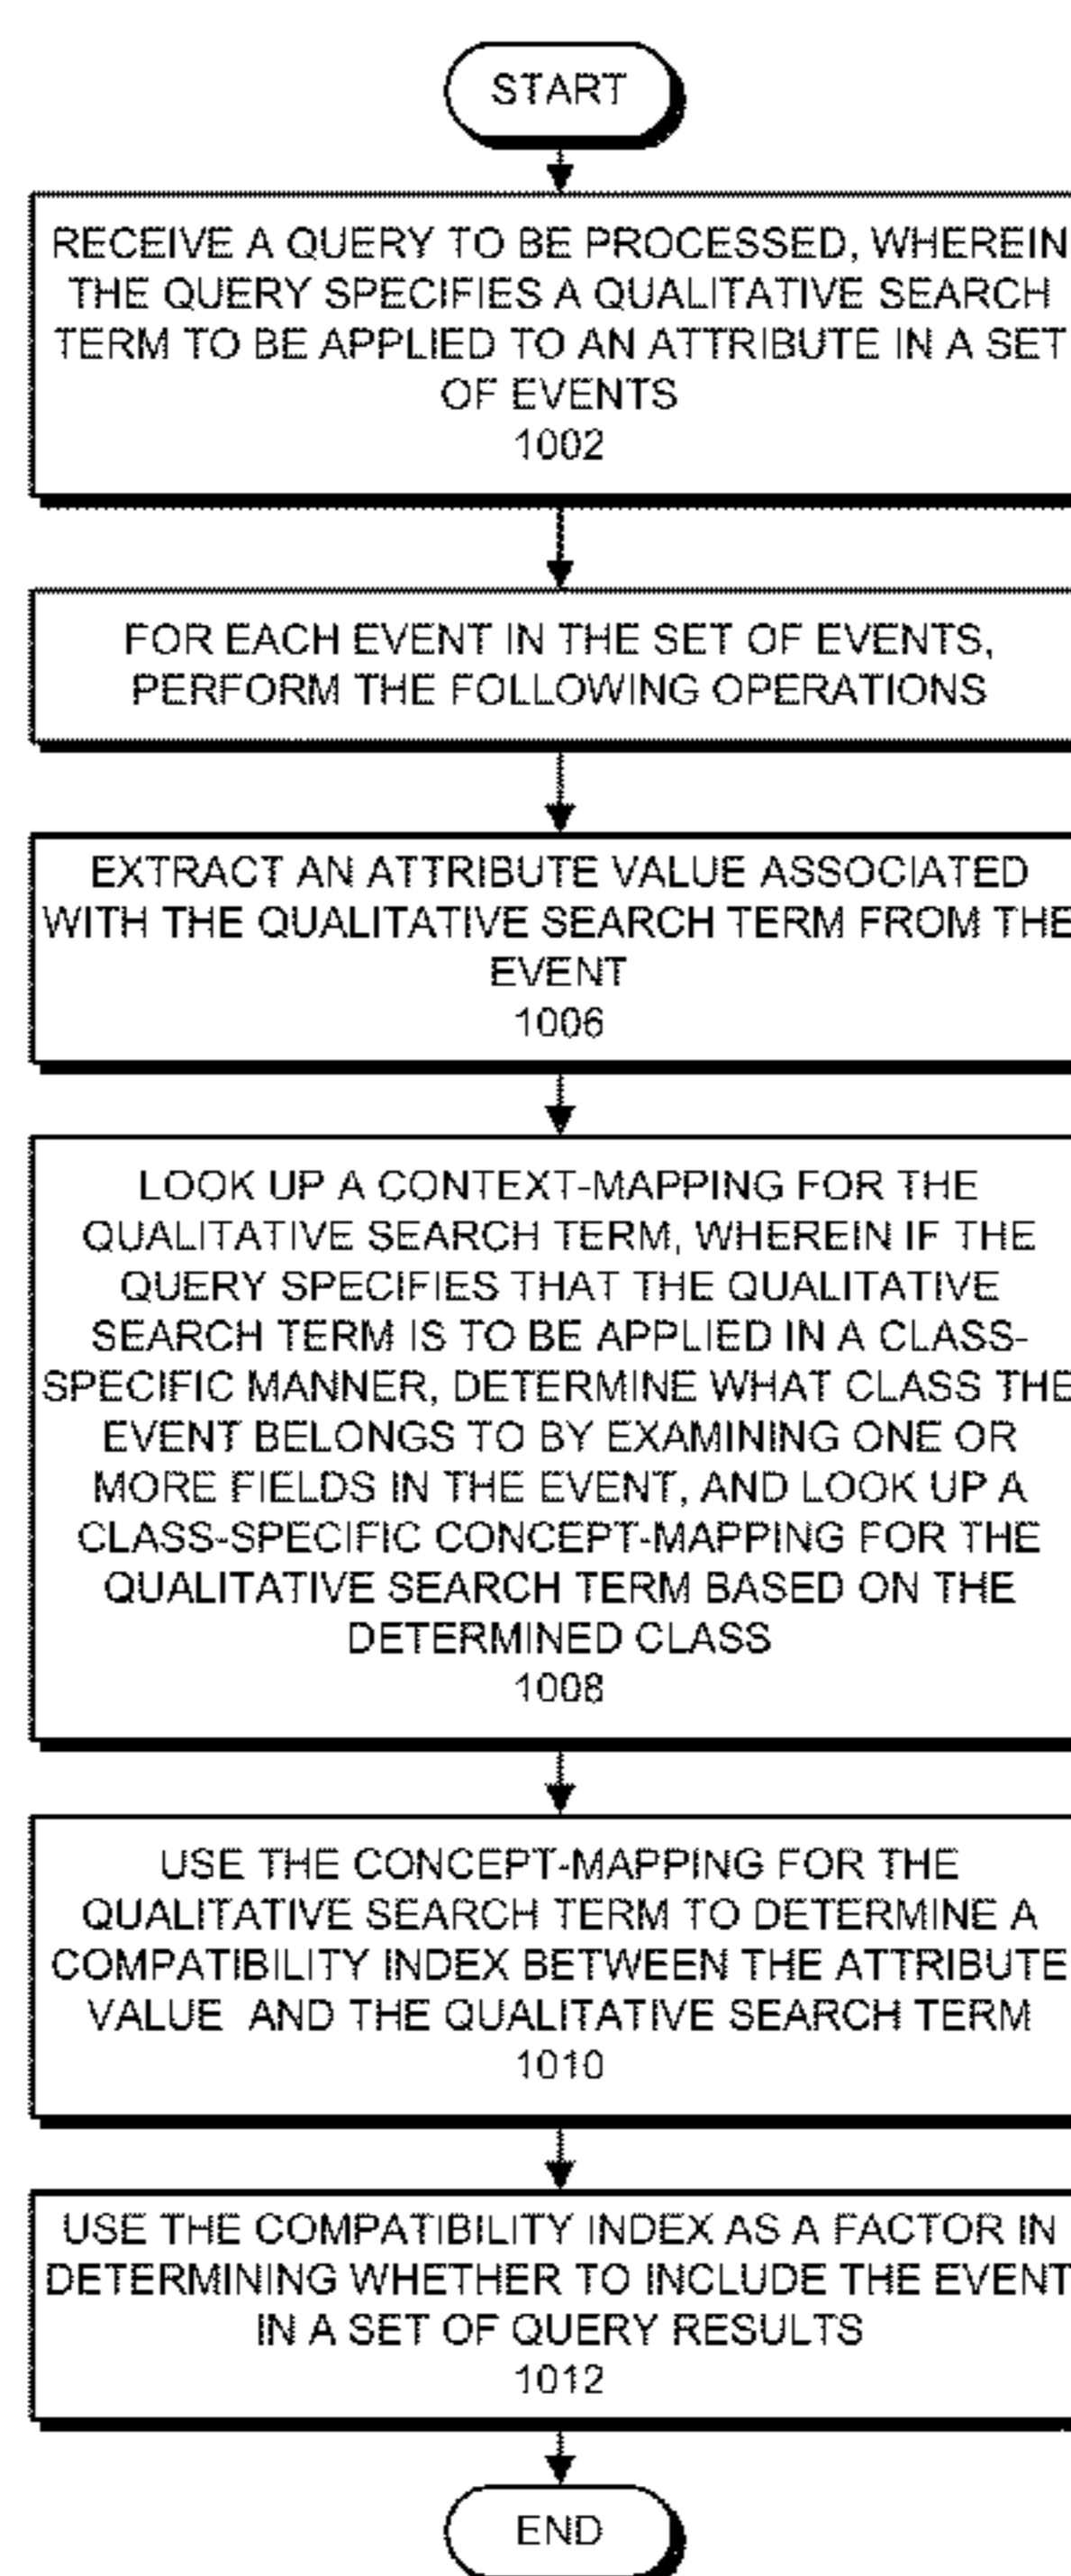 START
RECEIVE A QUERY TO BE PROCESSED, WHEREIN
THE QUERY SPECIFIES A QUALITATIVE SEARCH
TERM TO BE APPLIED TO AN ATTRIBUTE IN A SET
OF EVENTS
1002
FOR EACH EVENT IN THE SET OF EVENTS,
PERFORM THE FOLLOWING OPERATIONS
EXTRACT AN ATTRIBUTE VALUE ASSOCIATED
WITH THE QUALITATIVE SEARCH TERM FROM THE
EVENT
1006
LOOK UP A CONTEXT-MAPPING FOR THE
QUALITATIVE SEARCH TERM, WHEREIN IF THE
QUERY SPECIFIES THAT THE QUALITATIVE
SEARCH TERM IS TO BE APPLIED IN A CLASS-
SPECIFIC MANNER, DETERMINE WHAT CLASS THE
EVENT BELONGS TO BY EXAMINING ONE OR
MORE FIELDS IN THE EVENT, AND LOOK UP A
CLASS-SPECIFIC CONCEPT-MAPPING FOR THE
QUALITATIVE SEARCH TERM BASED ON THE
DETERMINED CLASS
1008
USE THE CONCEPT-MAPPING FOR THE
QUALITATIVE SEARCH TERM TO DETERMINE A
COMPATIBILITY INDEX BETWEEN THE ATTRIBUTE
VALUE AND THE QUALITATIVE SEARCH TERM
1010
USE THE COMPATIBILITY INDEX AS A FACTOR IN
DETERMINING WHETHER TO INCLUDE THE EVENT
IN A SET OF QUERY RESULTS
1012
END